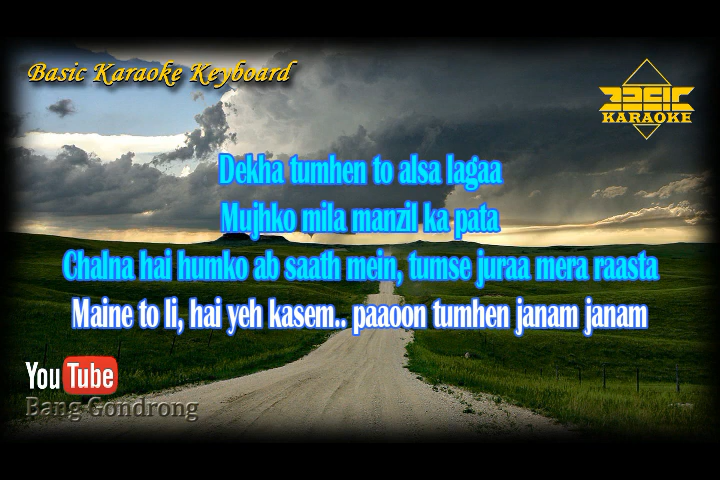 Basic Karaoke Keyboard
BASIC
KARAOKE
Dekha tumhen to alsa lagaa
Mujhko mila manzil ka pata
Chalna hai humko ab saath mein, tumse juraa mera raasta
Maine to li, hai yeh kasem.. paaoon tumhen janam janam
YouTube
Bang Gondrong